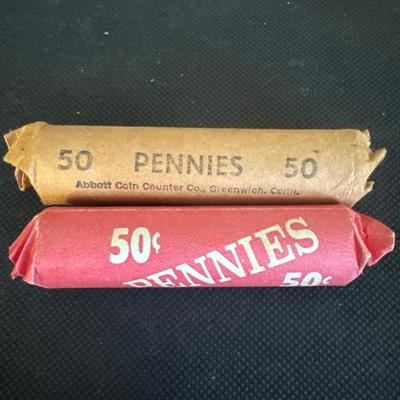 50 PENNIES 50
Abbott Coin Counter Co., Greenwich, Conn.
50¢
PENNIES
50¢